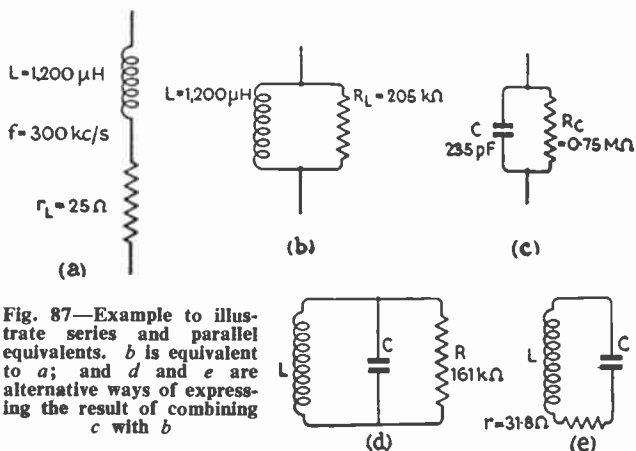 L=1,200 μH
f=300 kc/s
r_L=25 Ω
(a)
L=1,200 μH
R_L=205 kΩ
(b)
C
235 pF
R_C
=0·75 MΩ
(c)
Fig. 87—Example to illus-
trate series and parallel
equivalents. b is equivalent
to a; and d and e are
alternative ways of express-
ing the result of combining
c with b
L
C
R
161 kΩ
(d)
L
C
r=31·8Ω
(e)